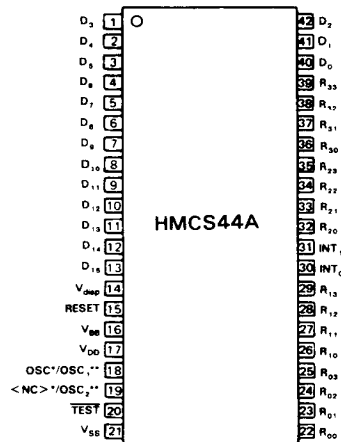 D₃ 1 42 D₂
D₄ 2 41 D₁
D₅ 3 40 D₀
D₆ 4 39 R₃₃
D₇ 5 38 R₃₂
D₈ 6 37 R₃₁
D₉ 7 36 R₃₀
D₁₀ 8 35 R₂₃
D₁₁ 9 34 R₂₂
D₁₂ 10 33 R₂₁
D₁₃ 11 HMCS44A 32 R₂₀
D₁₄ 12 31 INT₁
D₁₅ 13 30 INT₀
V_disp 14 29 R₁₃
RESET 15 28 R₁₂
V_BB 16 27 R₁₁
V_DD 17 26 R₁₀
OSC*/OSC₁** 18 25 R₀₃
<NC>*/OSC₂** 19 24 R₀₂
TEST 20 23 R₀₁
V_SS 21 22 R₀₀